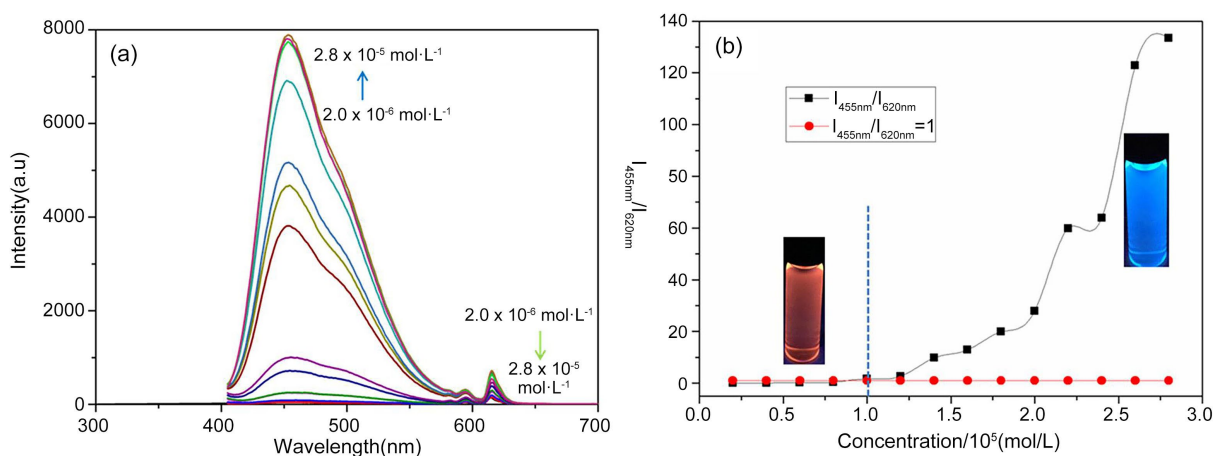 (a)
8000
6000
4000
2000
0
Intensity(a.u)
2.8 x 10⁻⁵ mol·L⁻¹
2.0 x 10⁻⁶ mol·L⁻¹
2.0 x 10⁻⁶ mol·L⁻¹
2.8 x 10⁻⁵
mol·L⁻¹
300 400 500 600 700
Wavelength(nm)
(b)
140
120
100
80
60
40
20
0
I455nm/I620nm
I455nm/I620nm
I455nm/I620nm=1
0.0 0.5 1.0 1.5 2.0 2.5 3.0
Concentration/10⁵(mol/L)